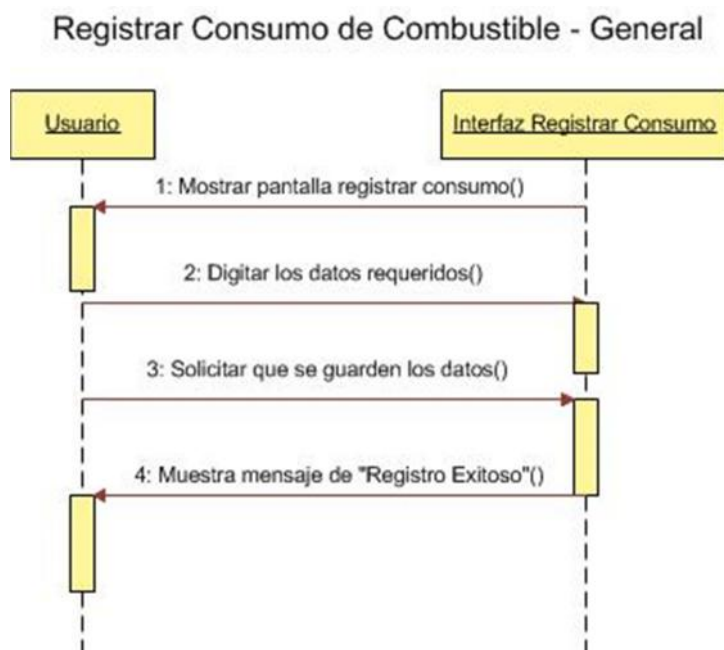 Registrar Consumo de Combustible - General
Usuario
Interfaz Registrar Consumo
1: Mostrar pantalla registrar consumo()
2: Digitar los datos requeridos()
3: Solicitar que se guarden los datos()
4: Muestra mensaje de "Registro Exitoso"()